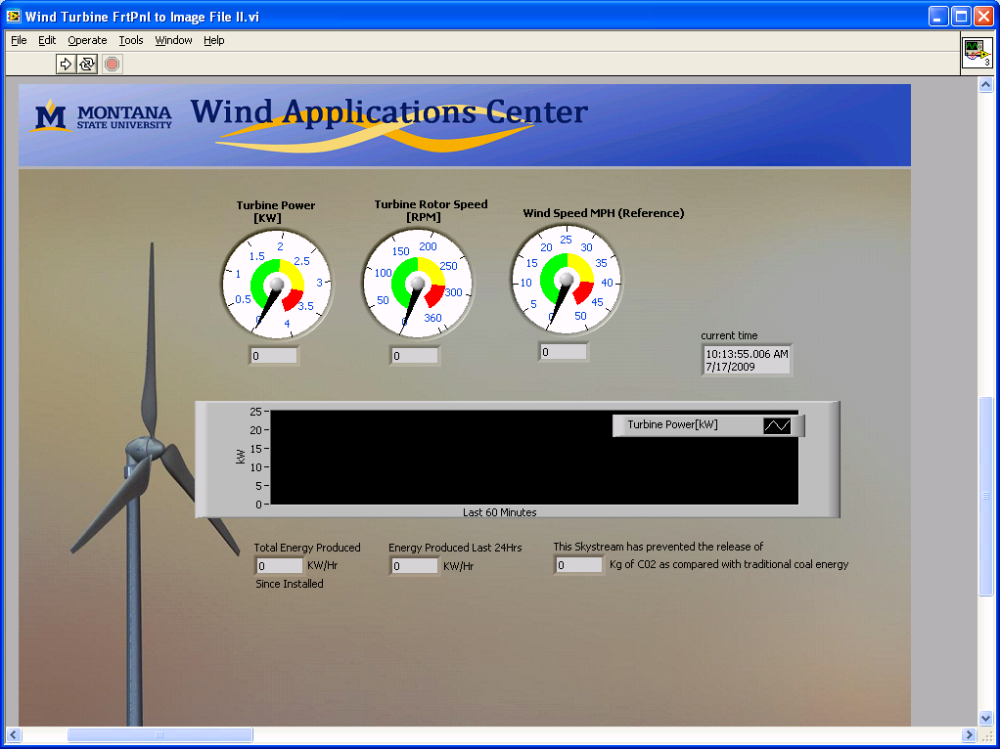 Wind Turbine FrtPnl to Image File II.vi
File Edit Operate Tools Window Help
3
M MONTANA
STATE UNIVERSITY
Wind Applications Center
Turbine Power
[KW]
0 0.5 1 1.5 2 2.5 3 3.5 4
0
Turbine Rotor Speed
[RPM]
0 50 100 150 200 250 300 360
0
Wind Speed MPH (Reference)
0 5 10 15 20 25 30 35 40 45 50
0
current time
10:13:55.006 AM
7/17/2009
25
20
15
10
5
0
kW
Turbine Power[kW]
Last 60 Minutes
Total Energy Produced
0 KW/Hr
Since Installed
Energy Produced Last 24Hrs
0 KW/Hr
This Skystream has prevented the release of
0 Kg of C02 as compared with traditional coal energy